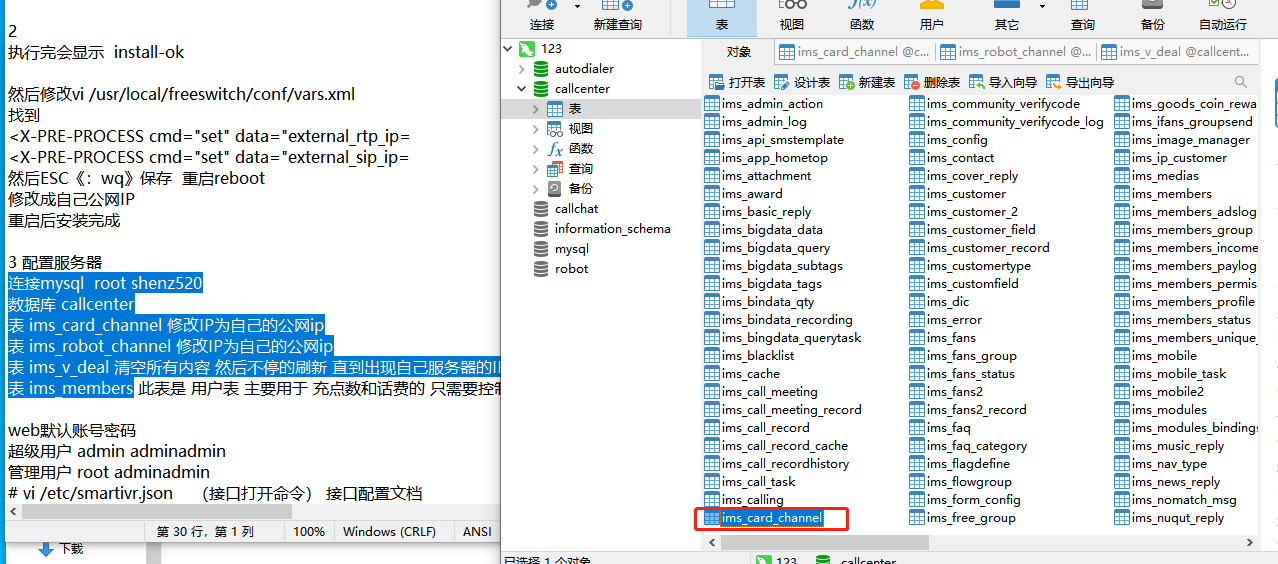 2
执行完会显示 install-ok
然后修改vi /usr/local/freeswitch/conf/vars.xml
找到
<X-PRE-PROCESS cmd="set" data="external_rtp_ip=
<X-PRE-PROCESS cmd="set" data="external_sip_ip=
然后ESC《：wq》保存 重启reboot
修改成自己公网IP
重启后安装完成
3 配置服务器
连接mysql root shenz520
数据库 callcenter
表 ims_card_channel 修改IP为自己的公网ip
表 ims_robot_channel 修改IP为自己的公网ip
表 ims_v_deal 清空所有内容 然后不停的刷新 直到出现自己服务器的
表 ims_members 此表是 用户表 主要用于 充点数和话费的 只需要控
web默认账号密码
超级用户 admin adminadmin
管理用户 root adminadmin
# vi /etc/smartivr.json （接口打开命令） 接口配置文档
第 30 行，第 1 列 100% Windows (CRLF) ANSI
下载
连接 新建查询 表 视图 函数 用户 其它 查询 备份 自动运行
123
autodialer
callcenter
表
视图
fx 函数
查询
备份
callchat
information_schema
mysql
robot
对象 ims_card_channel @c... ims_robot_channel @... ims_v_deal @callcent...
打开表 设计表 新建表 删除表 导入向导 导出向导
ims_admin_action
ims_admin_log
ims_api_smstemplate
ims_app_hometop
ims_attachment
ims_award
ims_basic_reply
ims_bigdata_data
ims_bigdata_query
ims_bigdata_subtags
ims_bigdata_tags
ims_bindata_qty
ims_bindata_recording
ims_bingdata_querytask
ims_blacklist
ims_cache
ims_call_meeting
ims_call_meeting_record
ims_call_record
ims_call_record_cache
ims_call_recordhistory
ims_call_task
ims_calling
ims_card_channel
ims_community_verifycode
ims_community_verifycode_log
ims_config
ims_contact
ims_cover_reply
ims_customer
ims_customer_2
ims_customer_field
ims_customer_record
ims_customertype
ims_customfield
ims_dic
ims_error
ims_fans
ims_fans_group
ims_fans_status
ims_fans2
ims_fans2_record
ims_faq
ims_faq_category
ims_flagdefine
ims_flowgroup
ims_form_config
ims_free_group
ims_goods_coin_rewa
ims_ifans_groupsend
ims_image_manager
ims_ip_customer
ims_medias
ims_members
ims_members_adslog
ims_members_group
ims_members_income
ims_members_paylog
ims_members_permis
ims_members_profile
ims_members_status
ims_members_unique_
ims_mobile
ims_mobile_task
ims_mobile2
ims_modules
ims_modules_bindings
ims_music_reply
ims_nav_type
ims_news_reply
ims_nomatch_msg
ims_nuqut_reply
已选择 1 个对象 123 callcenter